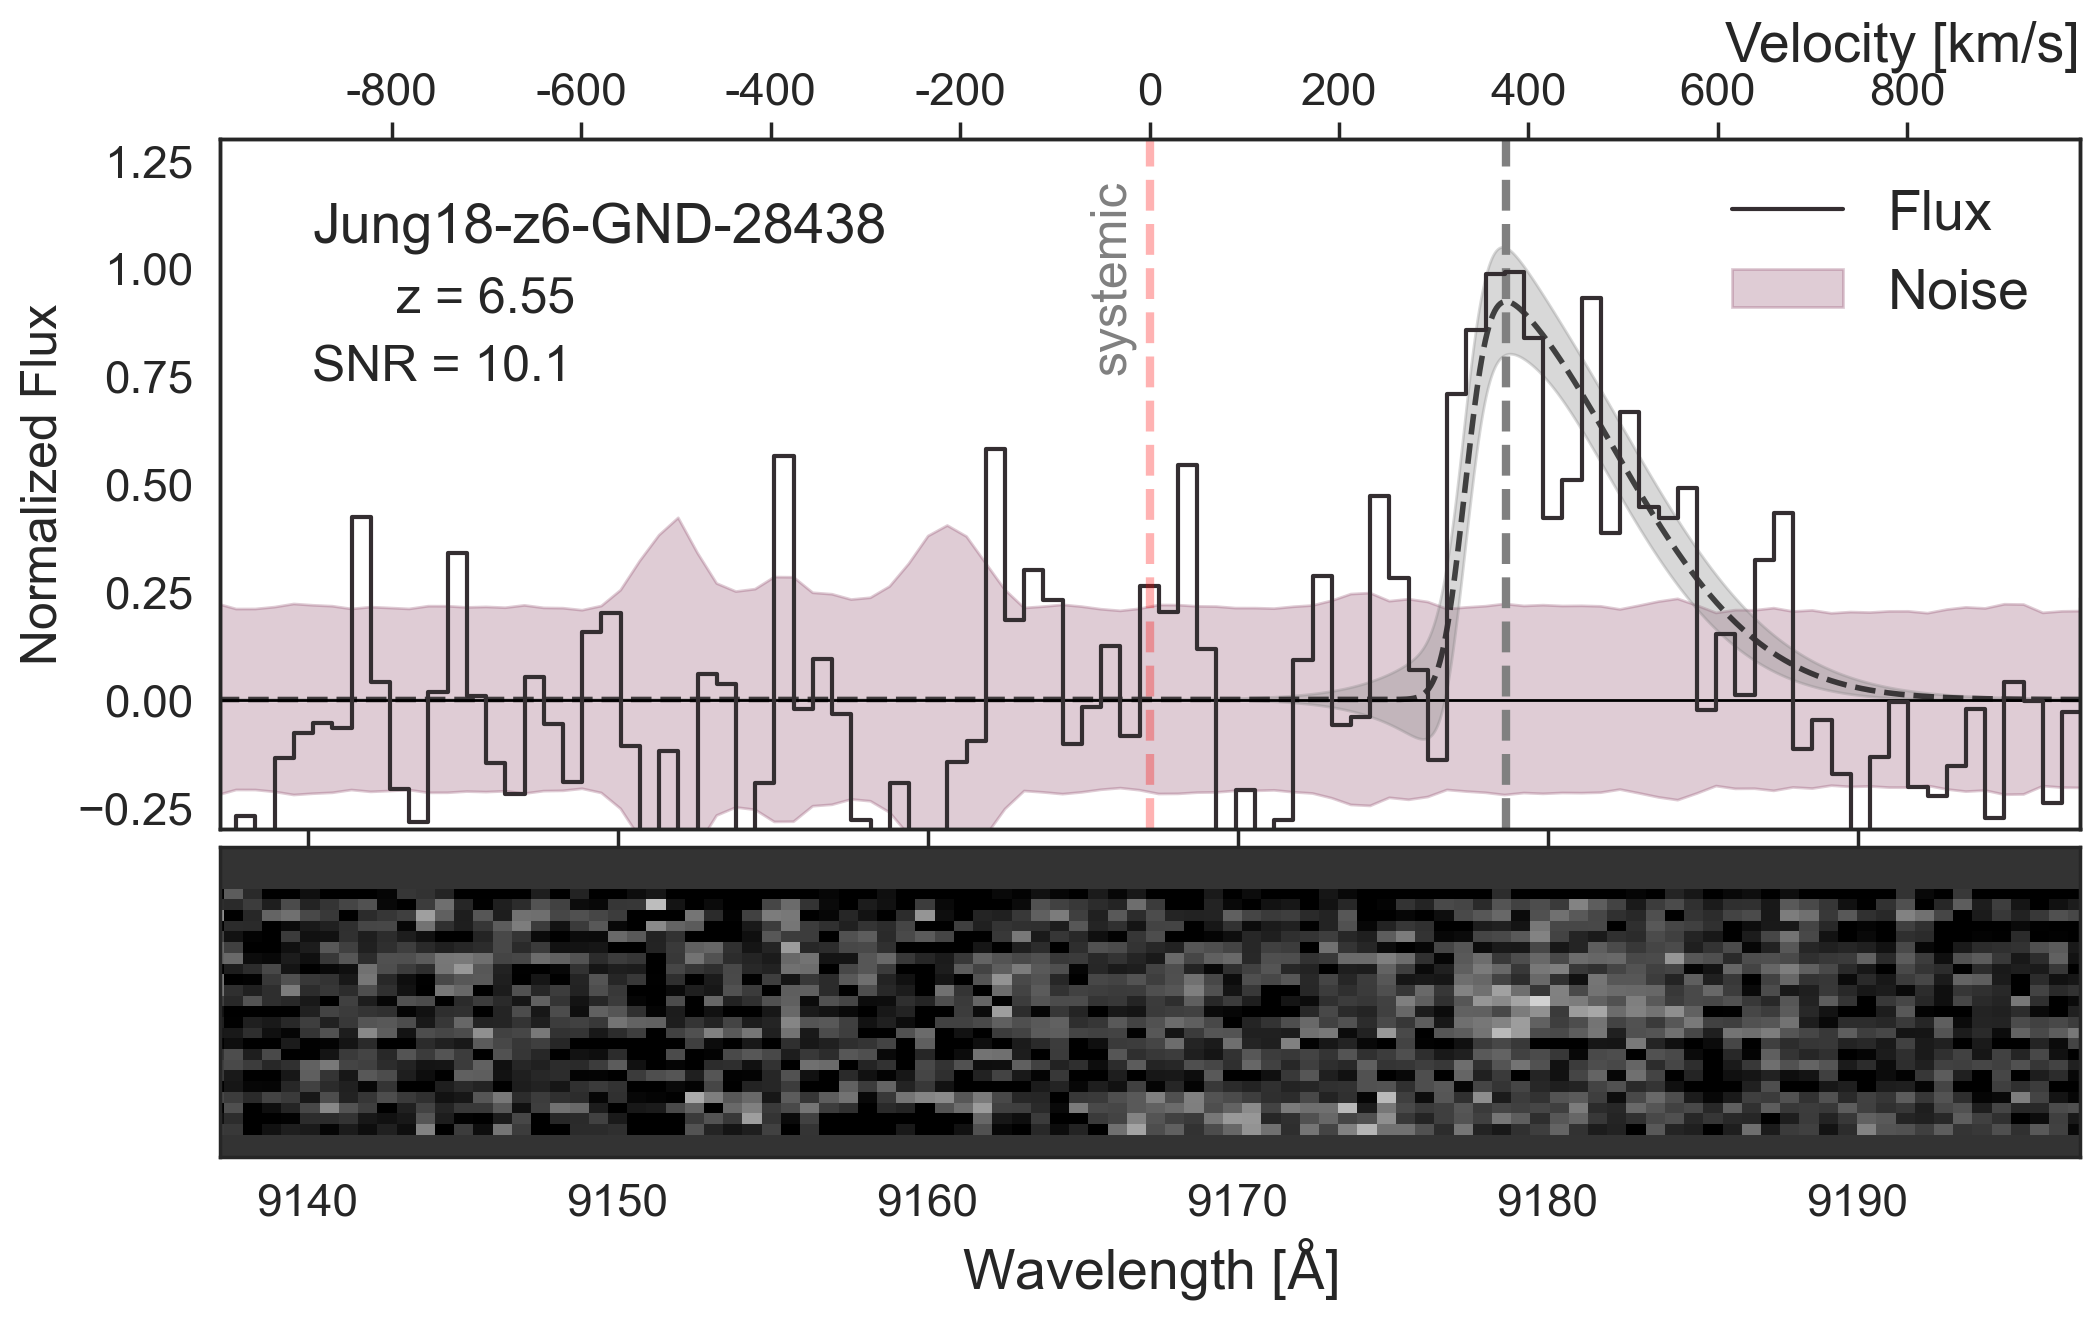 Velocity [km/s]
-800 -600 -400 -200 0 200 400 600 800
1.25
1.00
0.75
0.50
0.25
0.00
−0.25
Normalized Flux
Jung18-z6-GND-28438
z = 6.55
SNR = 10.1
systemic
Flux
Noise
9140 9150 9160 9170 9180 9190
Wavelength [Å]